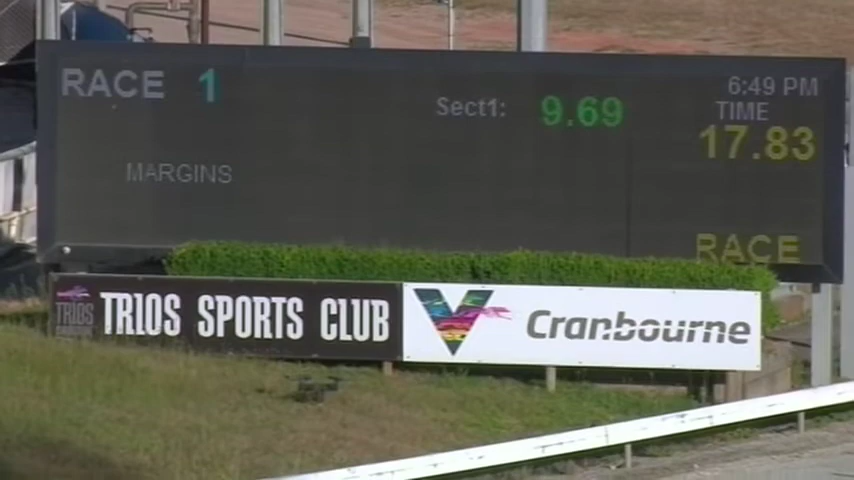 RACE 1
6:49 PM
Sect1: 9.69
TIME
17.83
MARGINS
RACE
TRIOS
TRIOS SPORTS CLUB
Cranbourne